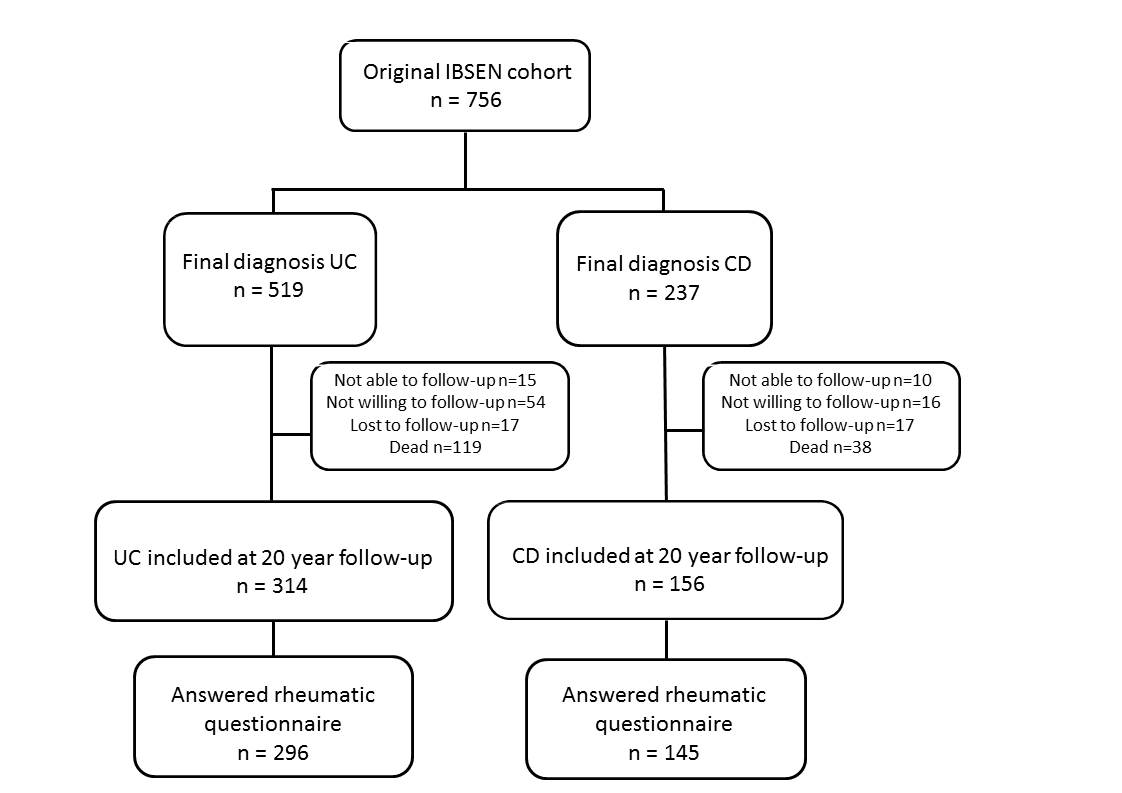 Original IBSEN cohort
n = 756
Final diagnosis UC
n = 519
Final diagnosis CD
n = 237
Not able to follow-up n=15
Not willing to follow-up n=54
Lost to follow-up n=17
Dead n=119
Not able to follow-up n=10
Not willing to follow-up n=16
Lost to follow-up n=17
Dead n=38
UC included at 20 year follow-up
n = 314
CD included at 20 year follow-up
n = 156
Answered rheumatic
questionnaire
n = 296
Answered rheumatic
questionnaire
n = 145